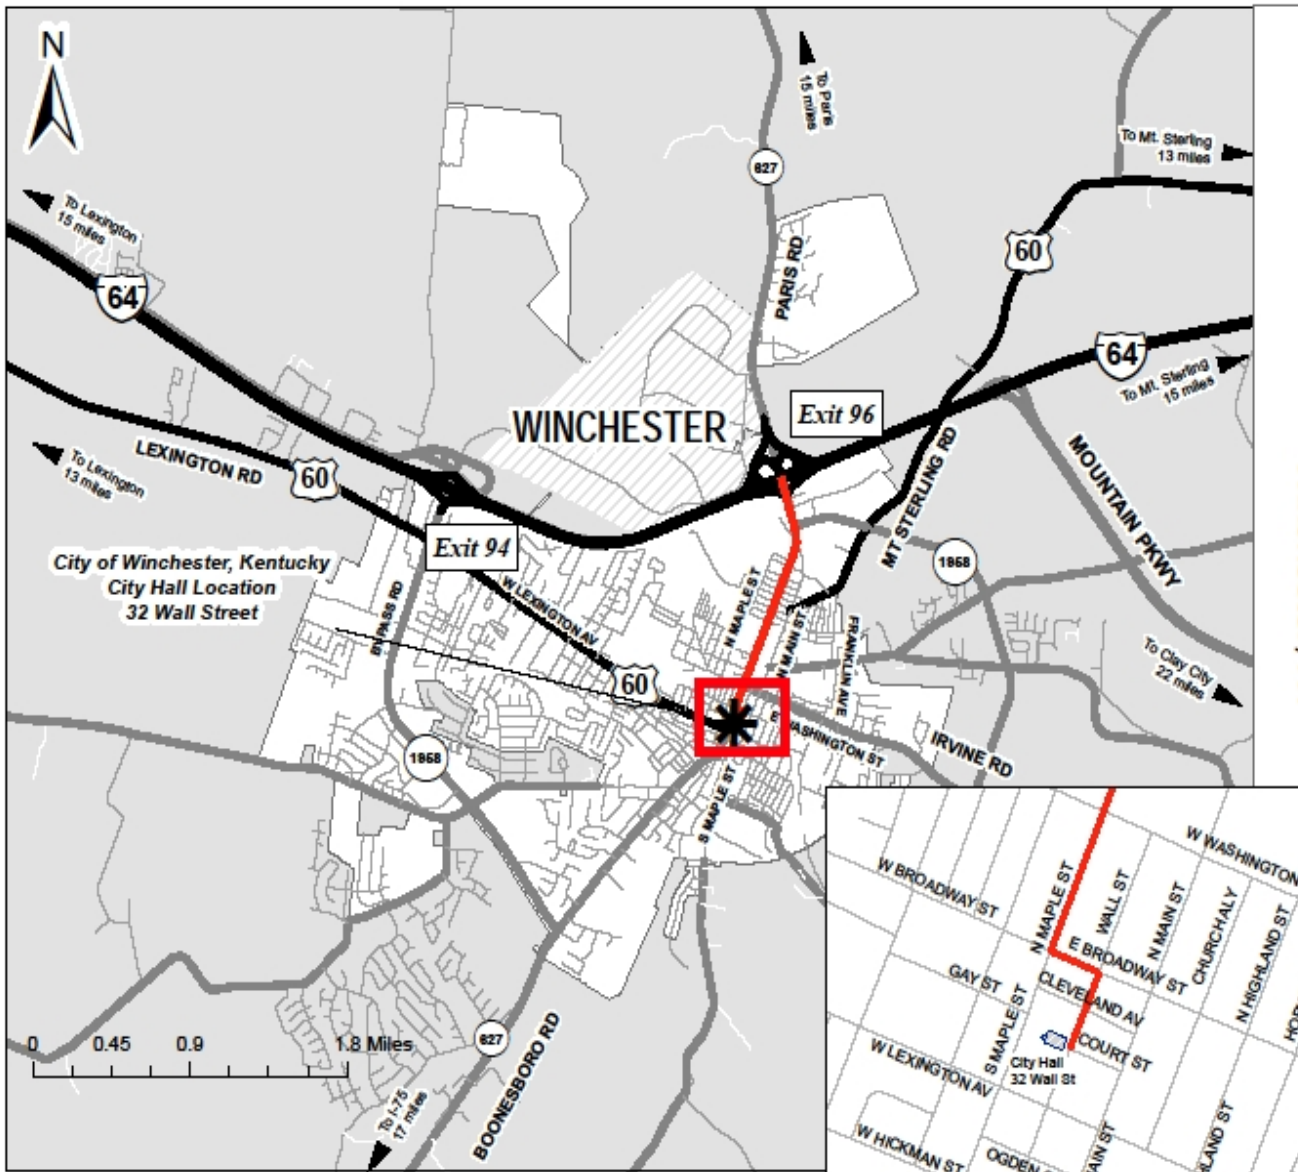 N
To Paris
15 miles
To Mt. Sterling
13 miles
627
To Lexington
15 miles
60
PARIS RD
64
64
To Mt. Sterling
15 miles
WINCHESTER
Exit 96
LEXINGTON RD
60
To Lexington
13 miles
MT STERLING RD
MOUNTAIN PKWY
Exit 94
City of Winchester, Kentucky
City Hall Location
32 Wall Street
1958
BYPASS RD
W LEXINGTON AV
N MAPLE ST
N MAIN ST
FRANKLIN AVE
To Clay City
22 miles
60
E WASHINGTON ST
IRVINE RD
1958
S MAPLE ST
627
0 0.45 0.9 1.8 Miles
BOONESBORO RD
To I-75
17 miles
W WASHINGTON
W BROADWAY ST
N MAPLE ST
WALL ST
N MAIN ST
CHURCH ALY
N HIGHLAND ST
E BROADWAY ST
GAY ST
CLEVELAND AV
S MAPLE ST
COURT ST
City Hall
32 Wall St
W LEXINGTON AV
W HICKMAN ST
OGDEN
AIN ST
LAND ST